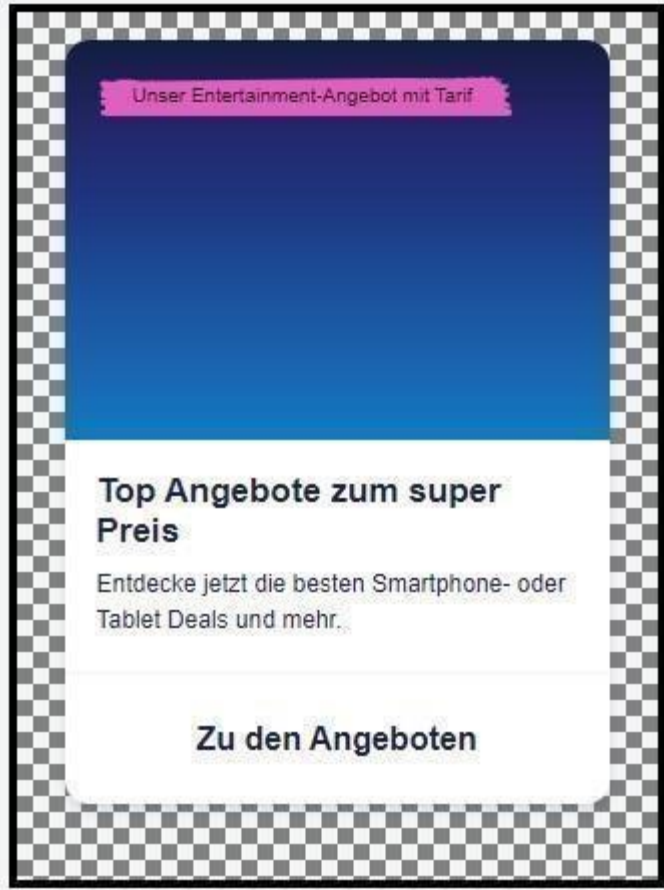 Unser Entertainment-Angebot mit Tarif
Top Angebote zum super
Preis
Entdecke jetzt die besten Smartphone- oder
Tablet Deals und mehr.
Zu den Angeboten